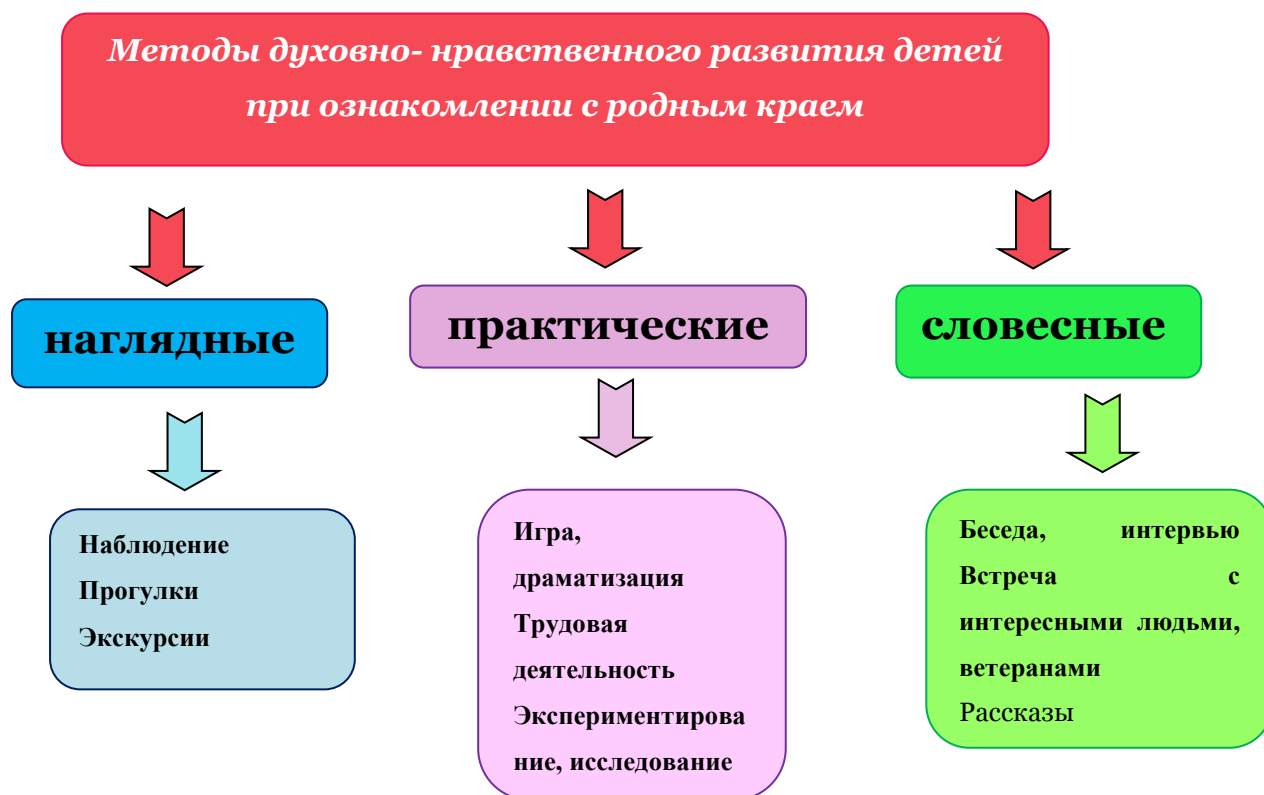 Методы духовно- нравственного развития детей
при ознакомлении с родным краем
наглядные
практические
словесные
Наблюдение
Прогулки
Экскурсии
Игра,
драматизация
Трудовая
деятельность
Экспериментирова
ние, исследование
Беседа, интервью
Встреча с
интересными людьми,
ветеранами
Рассказы